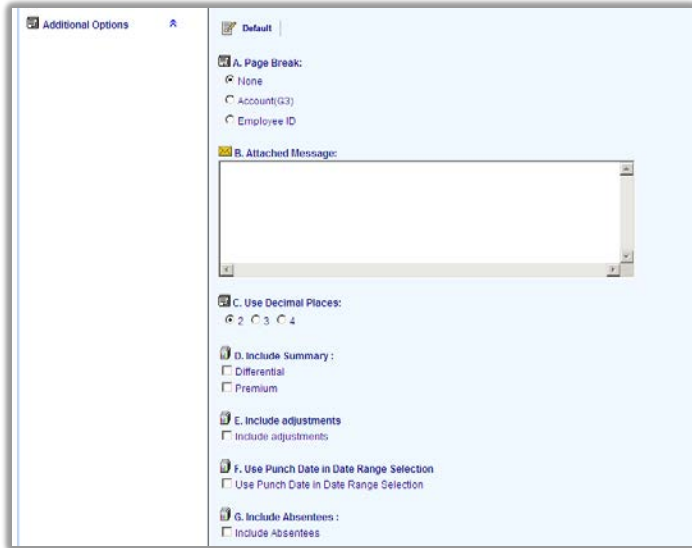 Additional Options
Default
A. Page Break:
None
Account(G3)
Employee ID
B. Attached Message:
C. Use Decimal Places:
2 3 4
D. Include Summary :
Differential
Premium
E. Include adjustments
Include adjustments
F. Use Punch Date in Date Range Selection
Use Punch Date in Date Range Selection
G. Include Absentees :
Include Absentees